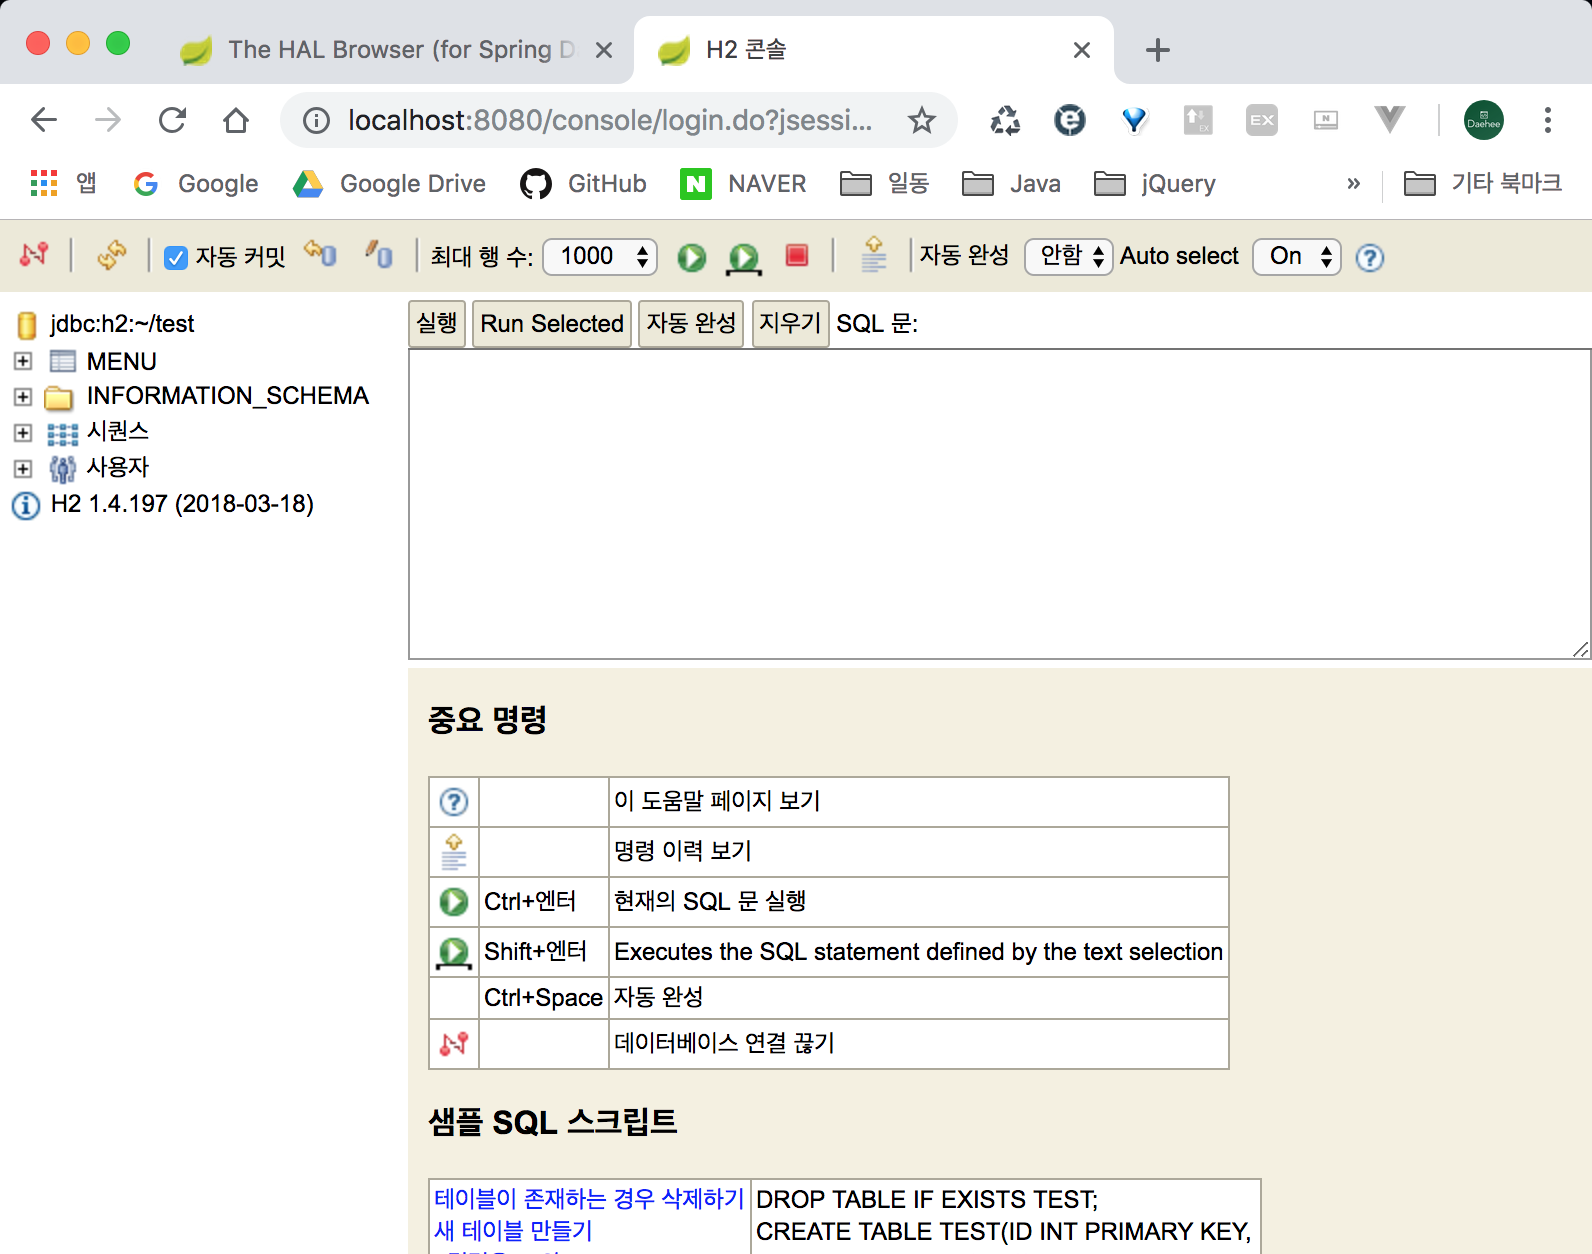 The HAL Browser (for Spring D
H2 콘솔
localhost:8080/console/login.do?jsessi...
EX
N
EX
Daehee
앱
Google
Google Drive
GitHub
N NAVER
일동
Java
jQuery
»
기타 북마크
자동 커밋
최대 행 수: 1000
자동 완성 안함
Auto select On
jdbc:h2:~/test
MENU
INFORMATION_SCHEMA
시퀀스
사용자
H2 1.4.197 (2018-03-18)
실행 Run Selected 자동 완성 지우기 SQL 문:
중요 명령
이 도움말 페이지 보기
명령 이력 보기
Ctrl+엔터 현재의 SQL 문 실행
Shift+엔터 Executes the SQL statement defined by the text selection
Ctrl+Space 자동 완성
데이터베이스 연결 끊기
샘플 SQL 스크립트
테이블이 존재하는 경우 삭제하기 DROP TABLE IF EXISTS TEST;
새 테이블 만들기 CREATE TABLE TEST(ID INT PRIMARY KEY,